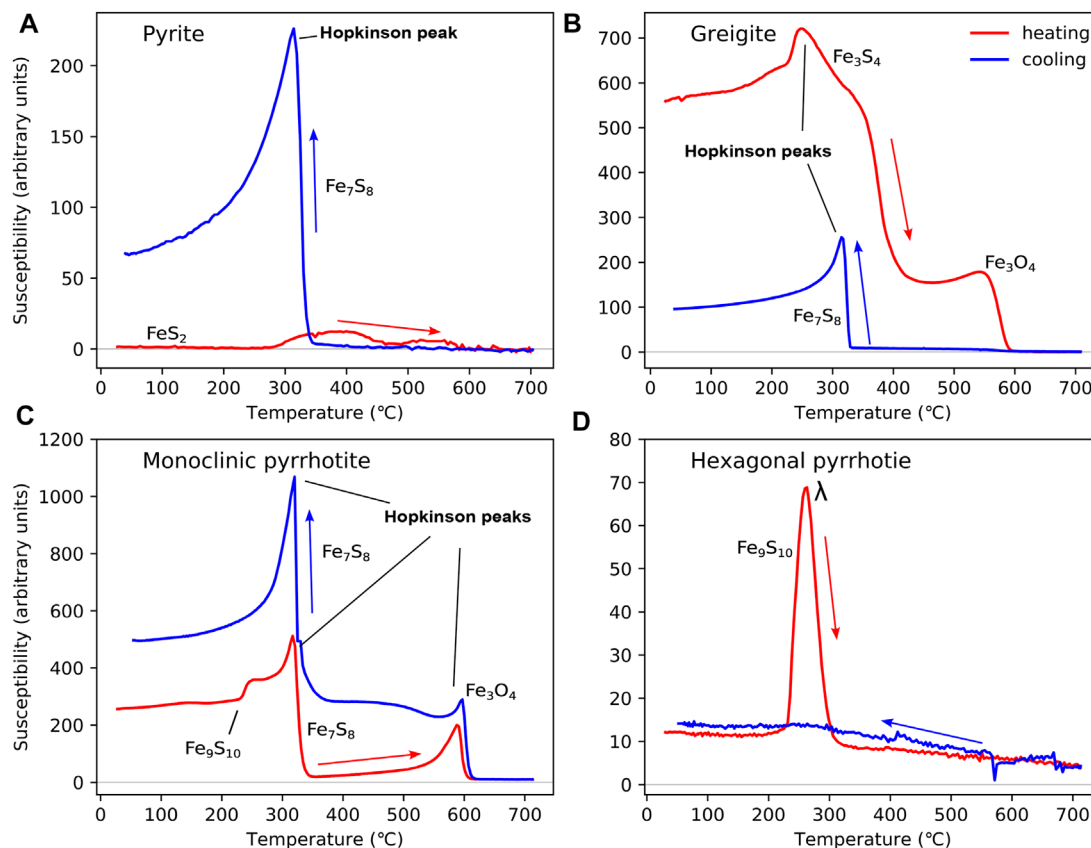 A
Pyrite
Hopkinson peak
Fe₇S₈
FeS₂
Susceptibility (arbitrary units)
200
150
100
50
0
0 100 200 300 400 500 600 700
Temperature (℃)
B
Greigite
heating
cooling
Fe₃S₄
Hopkinson peaks
Fe₃O₄
Fe₇S₈
700
600
500
400
300
200
100
0
0 100 200 300 400 500 600 700
Temperature (℃)
C
Monoclinic pyrrhotite
Hopkinson peaks
Fe₇S₈
Fe₃O₄
Fe₉S₁₀
Fe₇S₈
Susceptibility (arbitrary units)
1200
1000
800
600
400
200
0
0 100 200 300 400 500 600 700
Temperature (℃)
D
Hexagonal pyrrhotie
λ
Fe₉S₁₀
80
70
60
50
40
30
20
10
0
0 100 200 300 400 500 600 700
Temperature (℃)